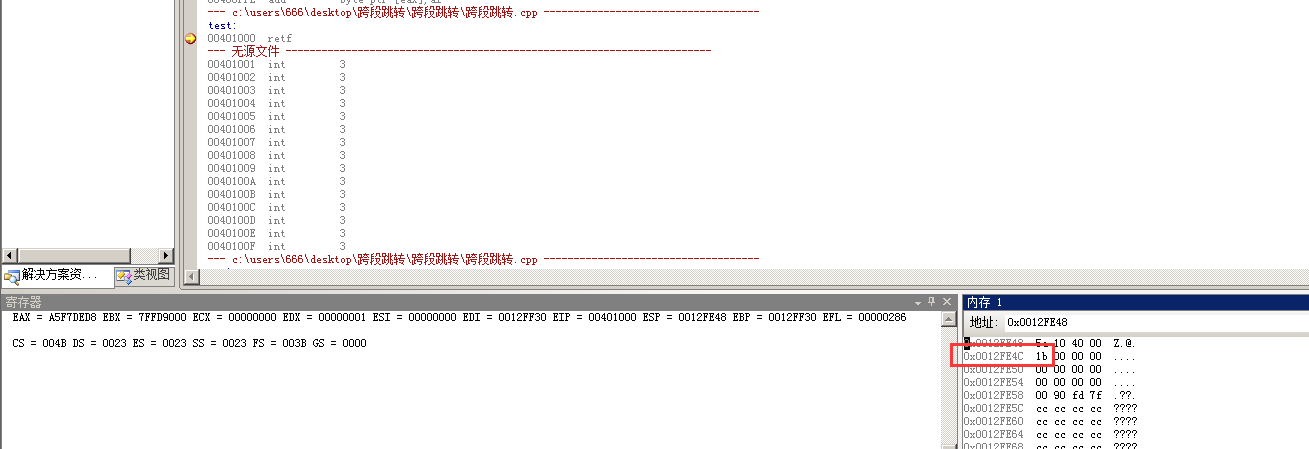 --- c:\users\666\desktop\跨段跳转\跨段跳转\跨段跳转.cpp ------------------------------------
test:
00401000 retf
--- 无源文件 -----------------------------------------------------------------------
00401001 int 3
00401002 int 3
00401003 int 3
00401004 int 3
00401005 int 3
00401006 int 3
00401007 int 3
00401008 int 3
00401009 int 3
0040100A int 3
0040100B int 3
0040100C int 3
0040100D int 3
0040100E int 3
0040100F int 3
--- c:\users\666\desktop\跨段跳转\跨段跳转\跨段跳转.cpp ------------------------------------
解决方案资... 类视图
寄存器
EAX = A5F7DED8 EBX = 7FFD9000 ECX = 00000000 EDX = 00000001 ESI = 00000000 EDI = 0012FF30 EIP = 00401000 ESP = 0012FE48 EBP = 0012FF30 EFL = 00000286
CS = 004B DS = 0023 ES = 0023 SS = 0023 FS = 003B GS = 0000
内存 1
地址: 0x0012FE48
0x0012FE48 10 40 00 Z.@.
0x0012FE4C 1b 00 00 00 ....
0x0012FE50 00 00 00 00 ....
0x0012FE54 00 00 00 00 ....
0x0012FE58 00 90 fd 7f .??.
0x0012FE5C cc cc cc cc ????
0x0012FE60 cc cc cc cc ????
0x0012FE64 cc cc cc cc ????
0x0012FE68 cc cc cc cc ????